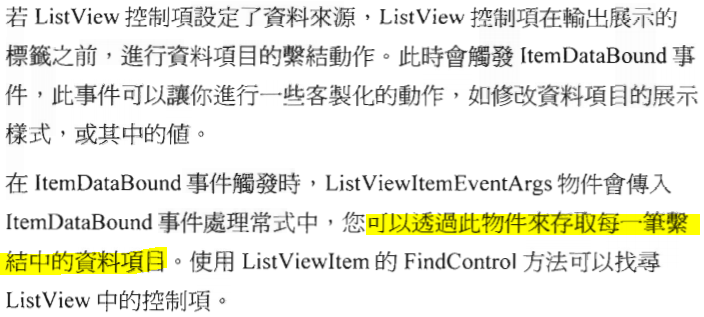 若 ListView 控制項設定了資料來源，ListView 控制項在輸出展示的
標籤之前，進行資料項目的繫結動作。此時會觸發 ItemDataBound 事
件，此事件可以讓你進行一些客製化的動作，如修改資料項目的展示
樣式，或其中的值。
在 ItemDataBound 事件觸發時，ListViewItemEventArgs 物件會傳入
ItemDataBound 事件處理常式中，您可以透過此物件來存取每一筆繫
結中的資料項目。使用 ListViewItem 的 FindControl 方法可以找尋
ListView 中的控制項。